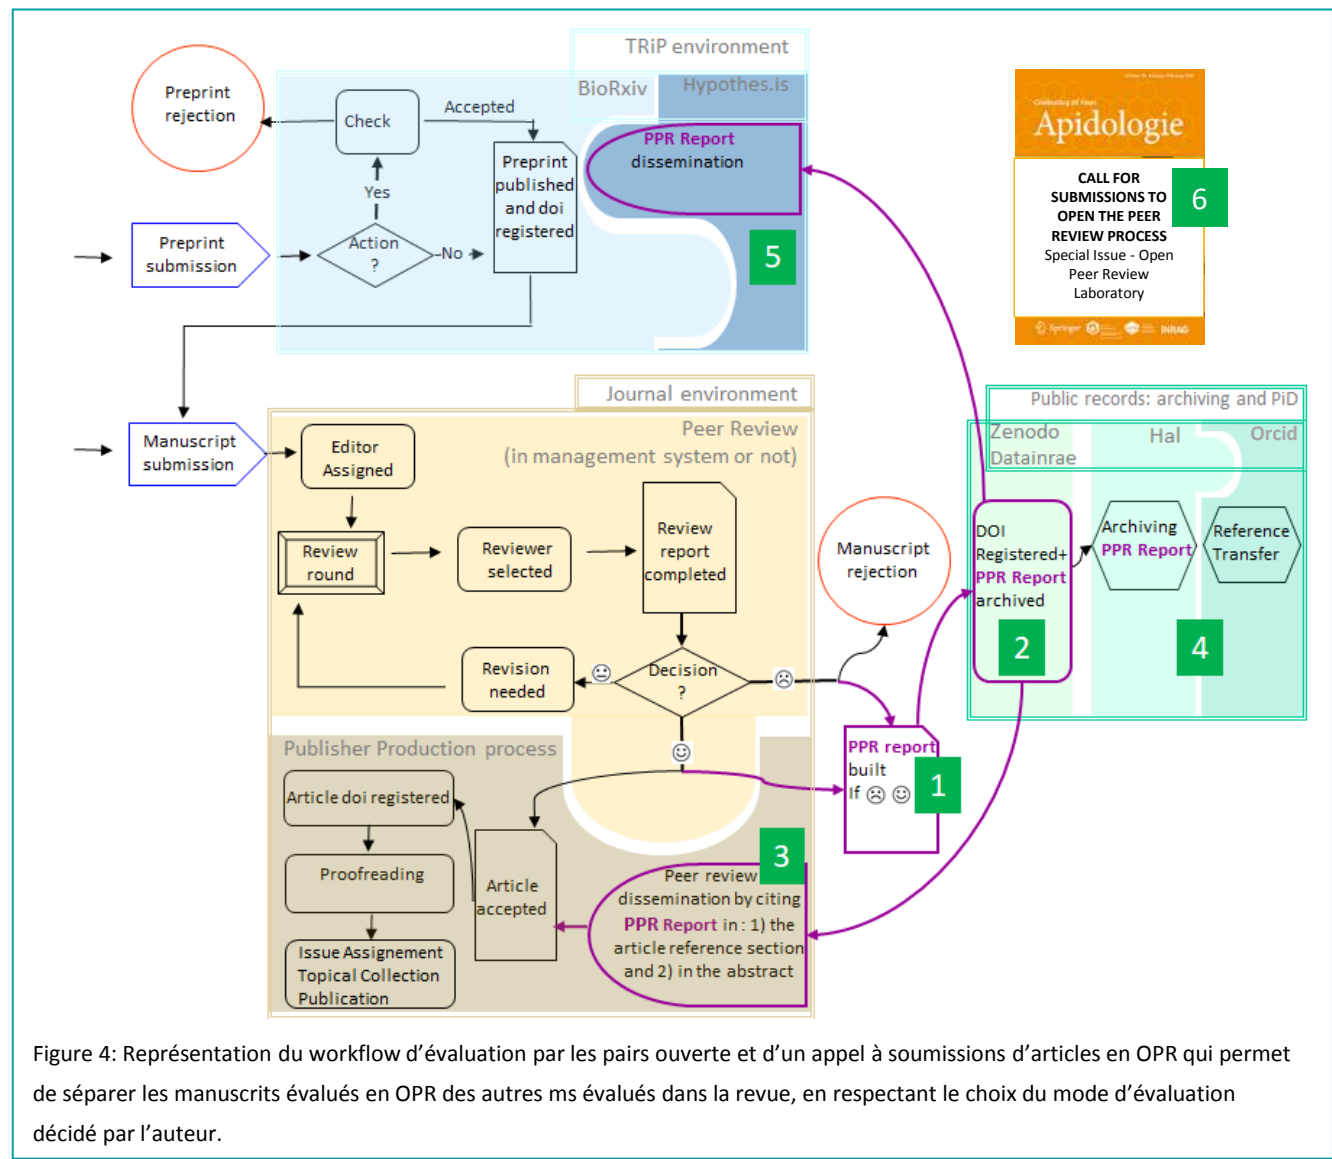 TRiP environment
BioRxiv
Hypothes.is
Preprint
rejection
Check
Accepted
PPR Report
dissemination
Preprint
published
and doi
registered
Yes
Preprint
submission
Action
?
No
5
Apidologie
CALL FOR
SUBMISSIONS TO
OPEN THE PEER
REVIEW PROCESS
Special Issue - Open
Peer Review
Laboratory
6
Springer
INRAE
Journal environment
Peer Review
(in management system or not)
Manuscript
submission
Editor
Assigned
Review
round
Reviewer
selected
Review
report
completed
Manuscript
rejection
Revision
needed
Decision
?
Public records: archiving and PiD
Zenodo
Datainrae
Hal
Orcid
DOI
Registered+
PPR Report
archived
2
Archiving
PPR Report
Reference
Transfer
4
PPR report
built
If ☹ ☺
1
Publisher Production process
Article doi registered
Proofreading
Issue Assignement
Topical Collection
Publication
Article
accepted
3
Peer review
dissemination by citing
PPR Report in : 1) the
article reference section
and 2) in the abstract
Figure 4: Représentation du workflow d’évaluation par les pairs ouverte et d’un appel à soumissions d’articles en OPR qui permet
de séparer les manuscrits évalués en OPR des autres ms évalués dans la revue, en respectant le choix du mode d’évaluation
décidé par l’auteur.